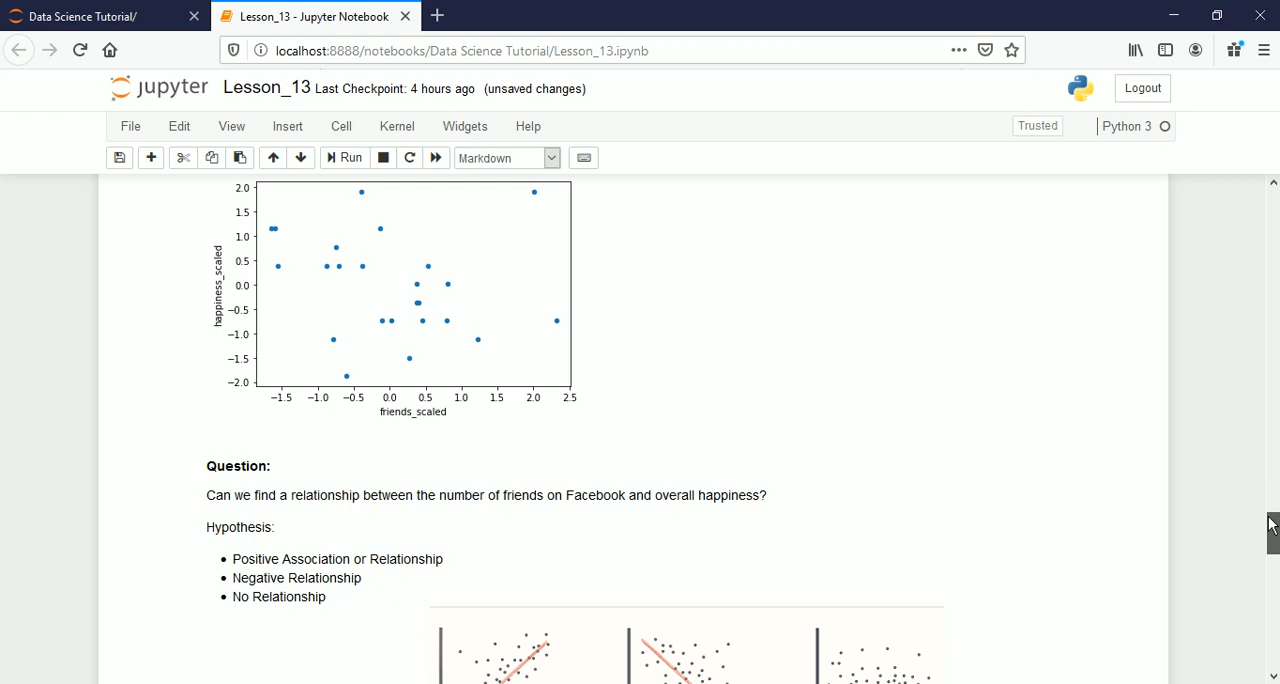 Data Science Tutorial/
Lesson_13 - Jupyter Notebook
localhost:8888/notebooks/Data Science Tutorial/Lesson_13.ipynb
jupyter Lesson_13 Last Checkpoint: 4 hours ago (unsaved changes)
Logout
File Edit View Insert Cell Kernel Widgets Help
Trusted
Python 3
Run
Markdown
2.0
1.5
1.0
0.5
0.0
−0.5
−1.0
−1.5
−2.0
happiness_scaled
−1.5 −1.0 −0.5 0.0 0.5 1.0 1.5 2.0 2.5
friends_scaled
Question:
Can we find a relationship between the number of friends on Facebook and overall happiness?
Hypothesis:
• Positive Association or Relationship
• Negative Relationship
• No Relationship